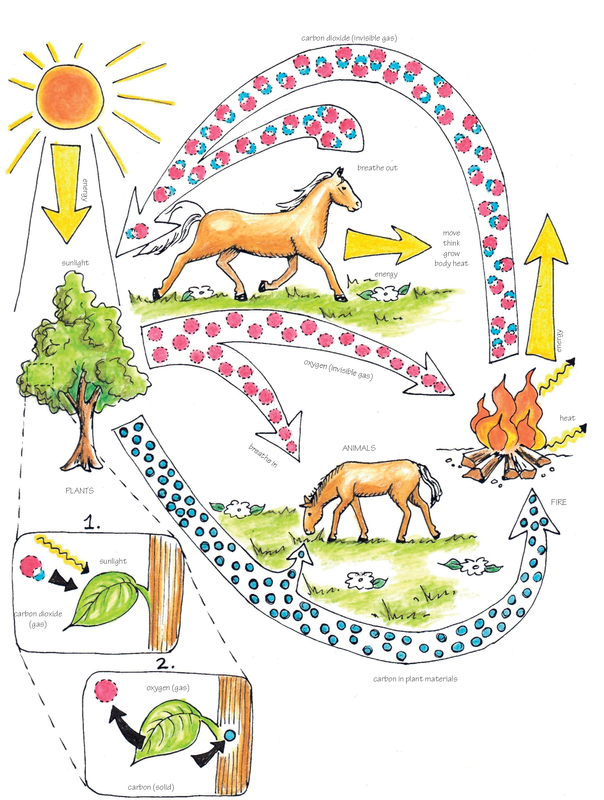 carbon dioxide (invisible gas)
breathe out
energy
move
think
grow
body heat
energy
sunlight
energy
oxygen (invisible gas)
heat
breathe in
ANIMALS
PLANTS
FIRE
1.
sunlight
carbon dioxide
(gas)
2.
oxygen (gas)
carbon in plant materials
carbon (solid)